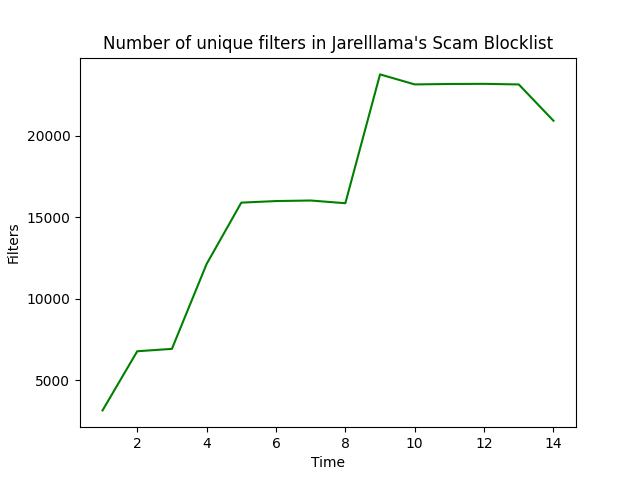 Number of unique filters in Jarelllama's Scam Blocklist
Filters
20000
15000
10000
5000
2 4 6 8 10 12 14
Time